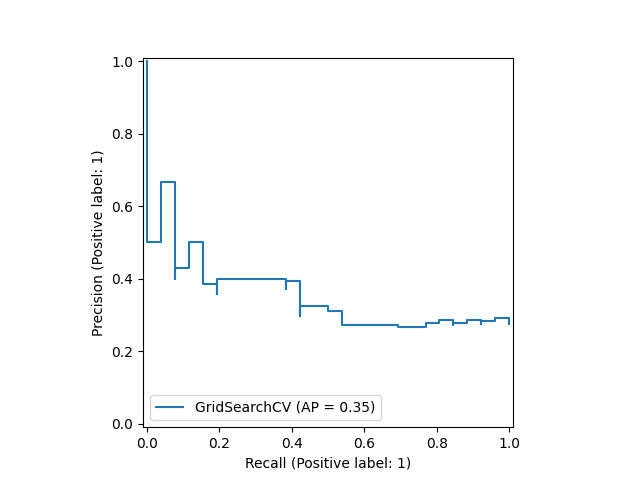 1.0
0.8
0.6
0.4
0.2
0.0
Precision (Positive label: 1)
GridSearchCV (AP = 0.35)
0.0 0.2 0.4 0.6 0.8 1.0
Recall (Positive label: 1)